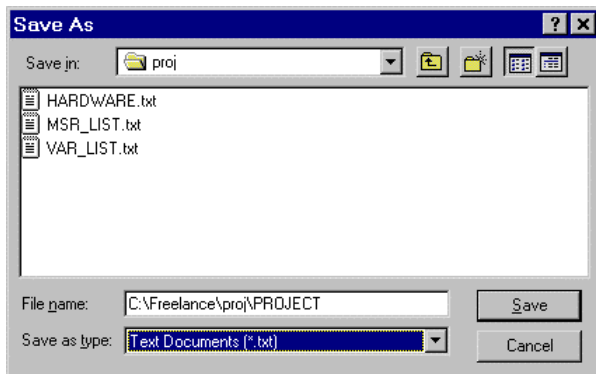 Save As
Save in: proj
HARDWARE.txt
MSR_LIST.txt
VAR_LIST.txt
File name: C:\Freelance\proj\PROJECT Save
Save as type: Text Documents (*.txt) Cancel